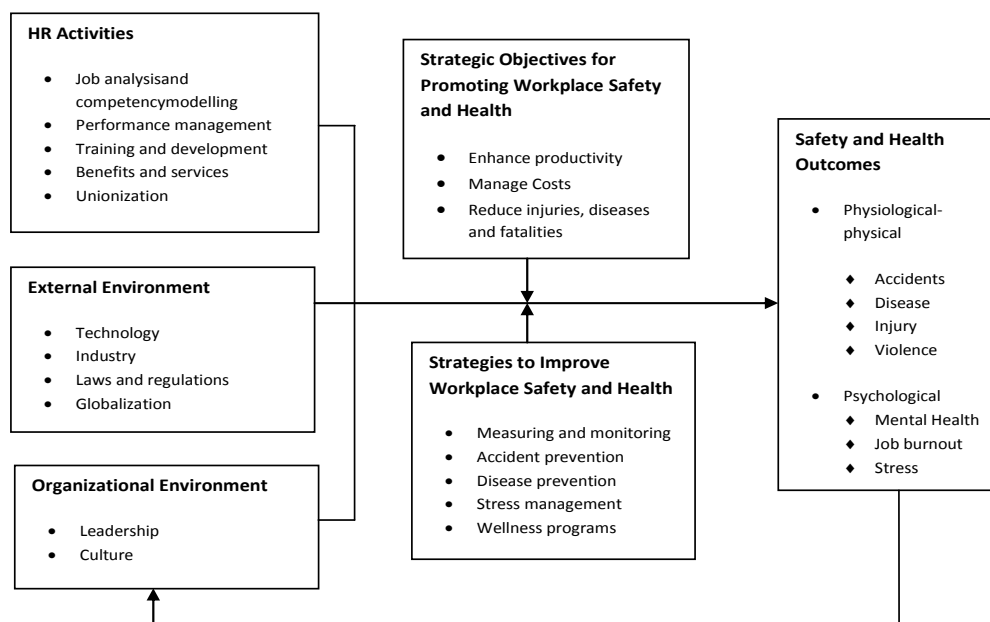 HR Activities
• Job analysisand
competencymodelling
• Performance management
• Training and development
• Benefits and services
• Unionization
External Environment
• Technology
• Industry
• Laws and regulations
• Globalization
Organizational Environment
• Leadership
• Culture
Strategic Objectives for
Promoting Workplace Safety
and Health
• Enhance productivity
• Manage Costs
• Reduce injuries, diseases
and fatalities
Strategies to Improve
Workplace Safety and Health
• Measuring and monitoring
• Accident prevention
• Disease prevention
• Stress management
• Wellness programs
Safety and Health
Outcomes
• Physiological-
physical
♦ Accidents
♦ Disease
♦ Injury
♦ Violence
• Psychological
♦ Mental Health
♦ Job burnout
♦ Stress